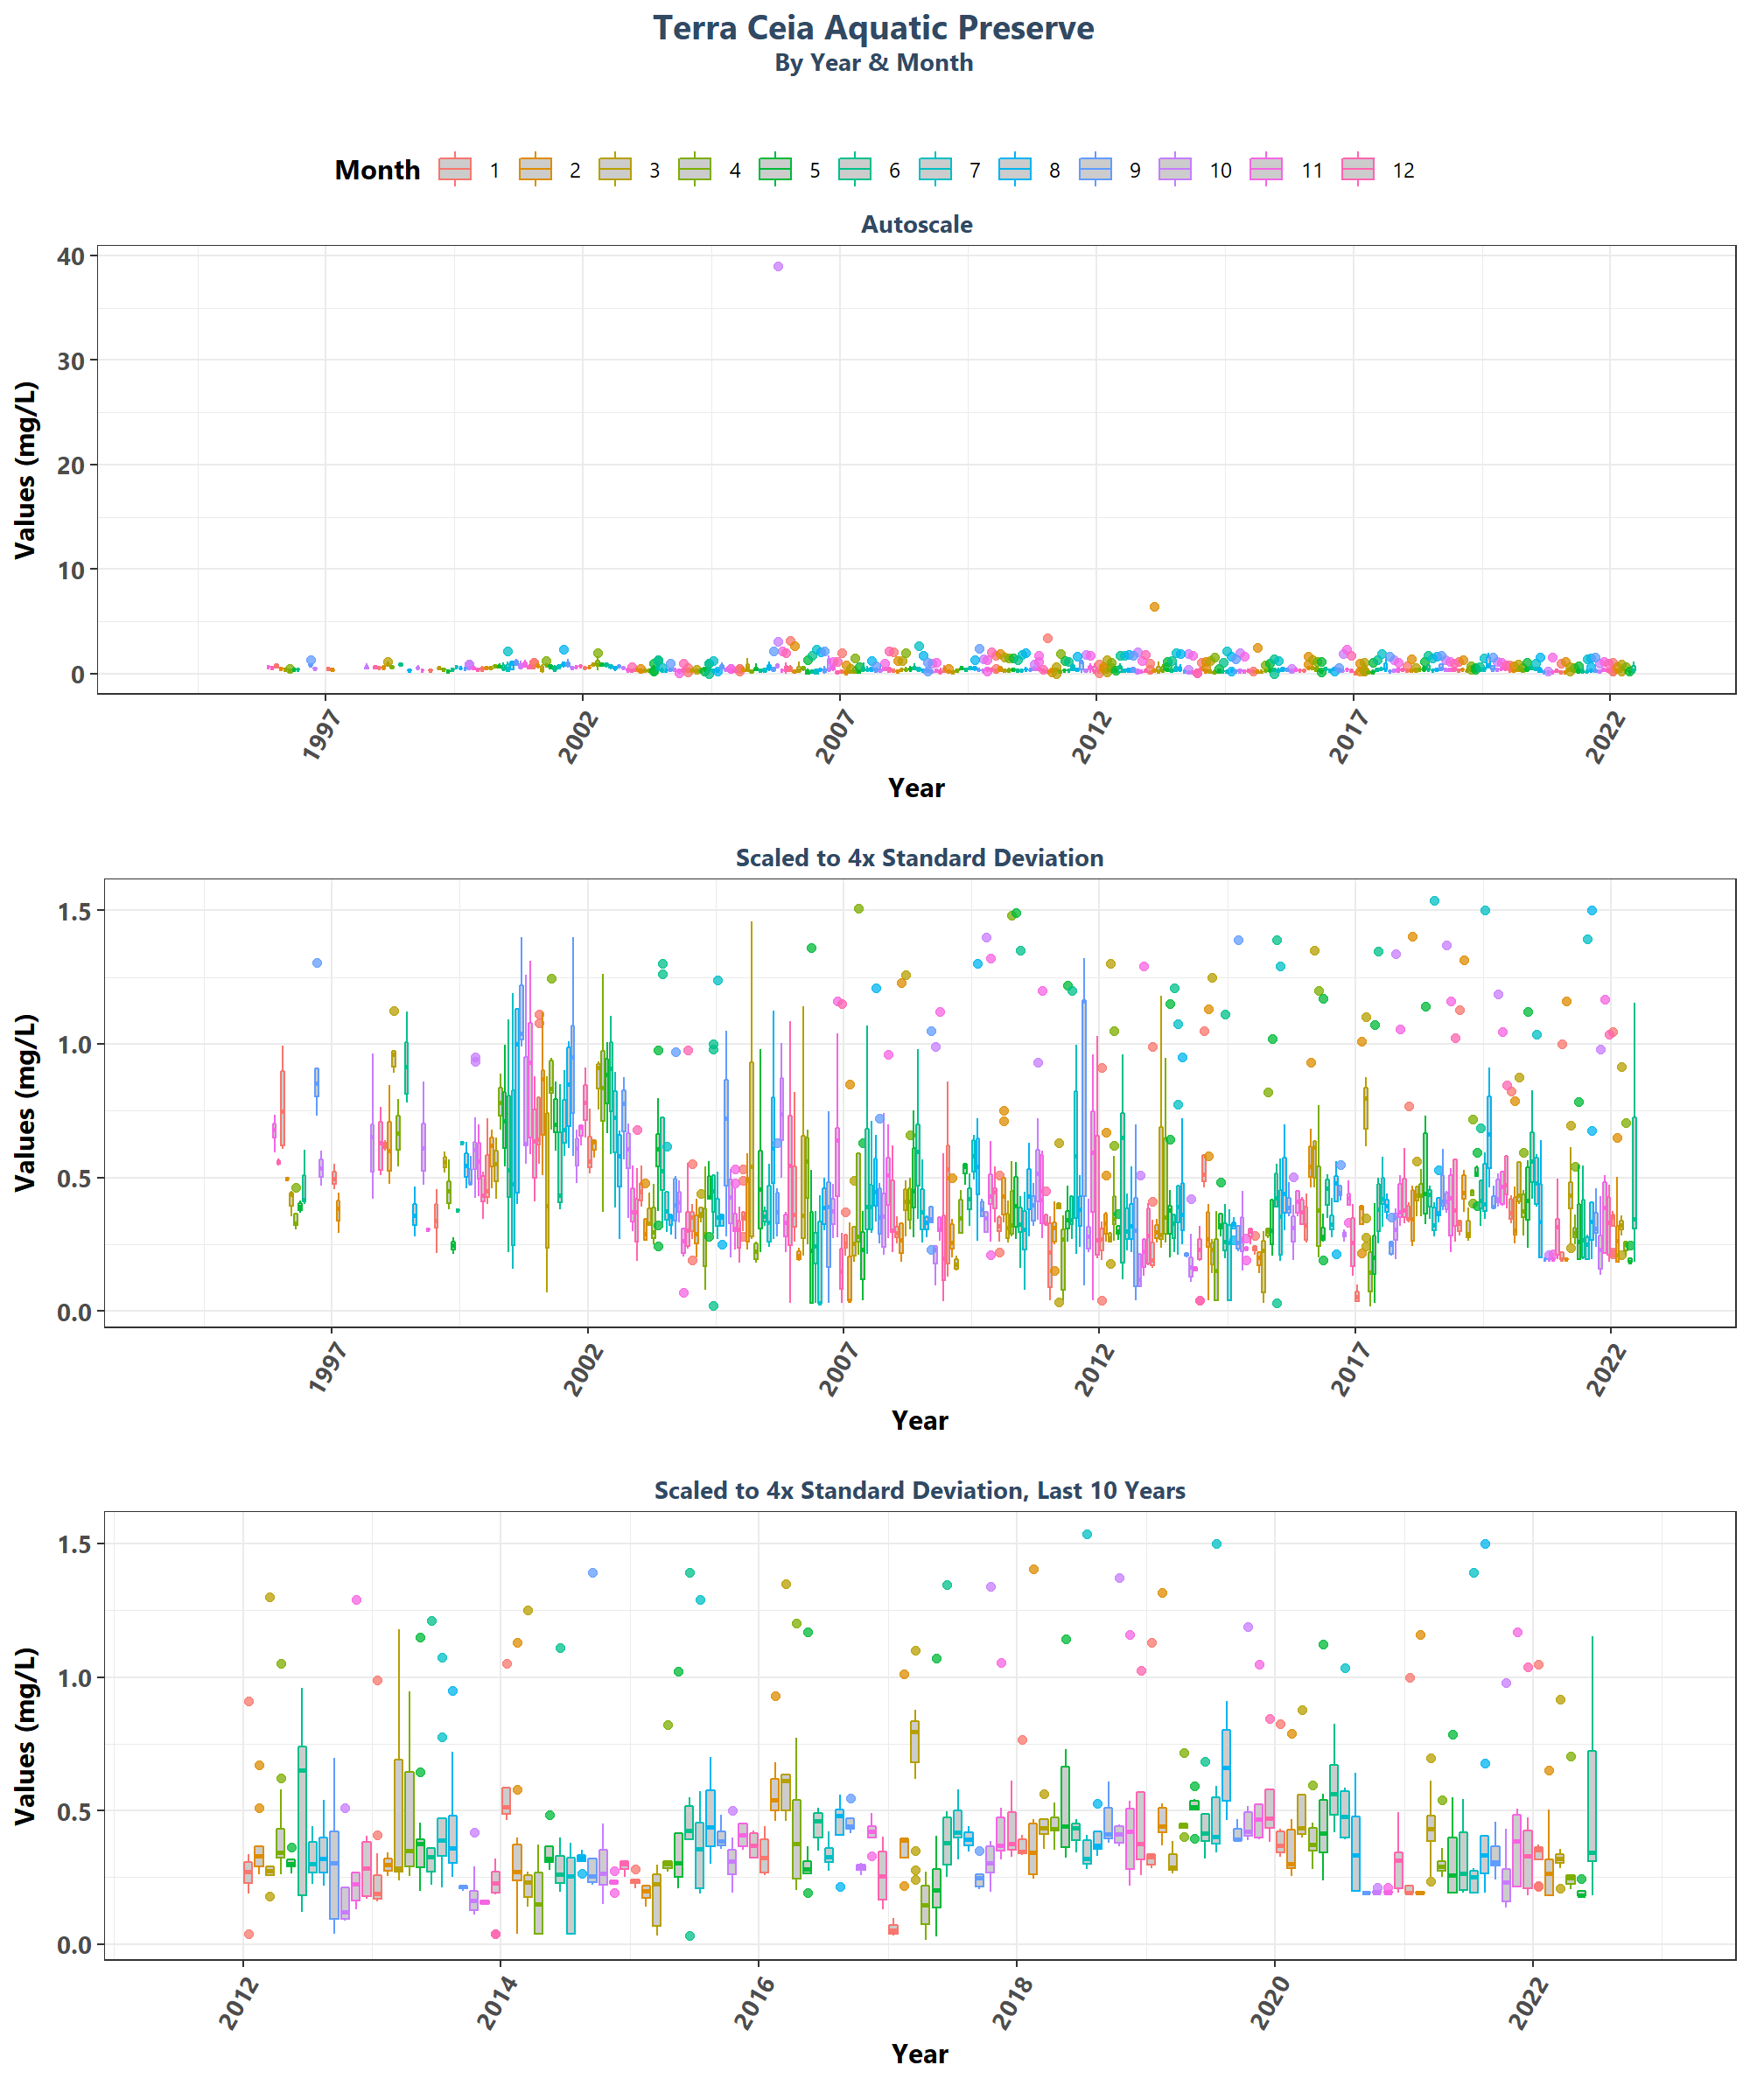 Terra Ceia Aquatic Preserve
By Year & Month
Month 1 2 3 4 5 6 7 8 9 10 11 12
Autoscale
Values (mg/L)
40
30
20
10
0
1997 2002 2007 2012 2017 2022
Year
Scaled to 4x Standard Deviation
Values (mg/L)
1.5
1.0
0.5
0.0
1997 2002 2007 2012 2017 2022
Year
Scaled to 4x Standard Deviation, Last 10 Years
Values (mg/L)
1.5
1.0
0.5
0.0
2012 2014 2016 2018 2020 2022
Year